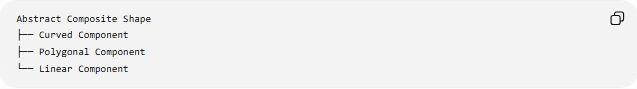 Abstract Composite Shape
├── Curved Component
├── Polygonal Component
└── Linear Component